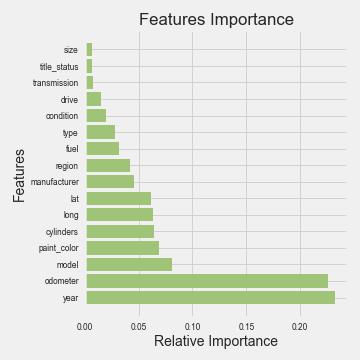 Features Importance
size
title_status
transmission
drive
condition
type
fuel
region
manufacturer
lat
long
cylinders
paint_color
model
odometer
year
Features
0.00 0.05 0.10 0.15 0.20
Relative Importance